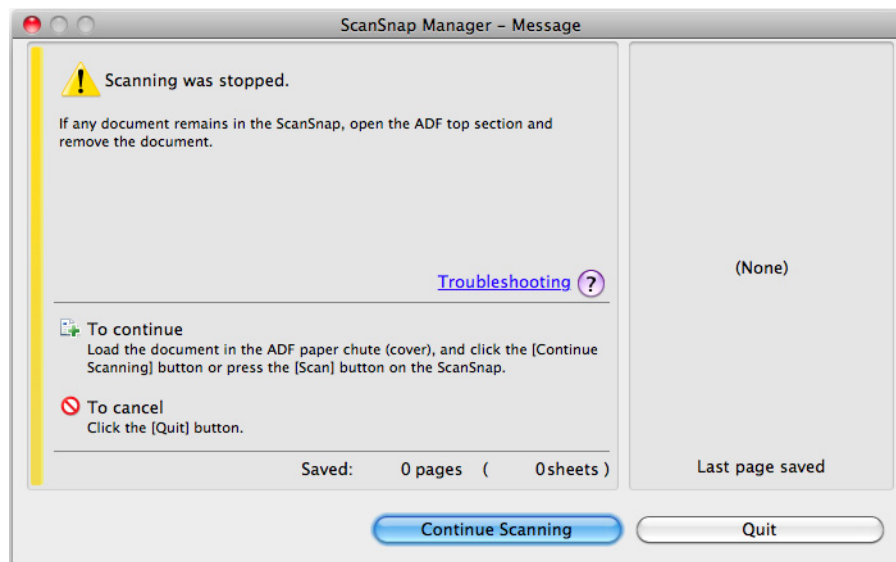 ScanSnap Manager – Message
Scanning was stopped.
If any document remains in the ScanSnap, open the ADF top section and
remove the document.
Troubleshooting ?
(None)
To continue
Load the document in the ADF paper chute (cover), and click the [Continue
Scanning] button or press the [Scan] button on the ScanSnap.
To cancel
Click the [Quit] button.
Saved: 0 pages ( 0sheets )
Last page saved
Continue Scanning
Quit